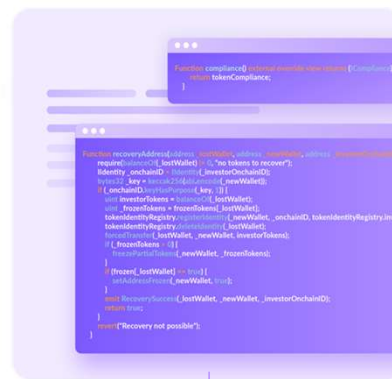 Function compliance() external override view returns (ICompliance)
return tokenCompliance;
}
Function recoveryAddress(address _lostWallet, address _newWallet, address _investorOnchainID)
require(balanceOf(_lostWallet) != 0, "no tokens to recover");
IIdentity _onchainID = IIdentity(_investorOnchainID);
bytes32 _key = keccak256(abi.encode(_newWallet));
if (_onchainID.keyHasPurpose(_key, 1)) {
uint investorTokens = balanceOf(_lostWallet);
uint _frozenTokens = frozenTokens[_lostWallet];
tokenIdentityRegistry.registerIdentity(_newWallet, _onchainID, tokenIdentityRegistry.inv
tokenIdentityRegistry.deleteIdentity(_lostWallet);
forcedTransfer(_lostWallet, _newWallet, investorTokens);
if (_frozenTokens > 0) {
freezePartialTokens(_newWallet, _frozenTokens);
}
if (frozen[_lostWallet] == true) {
setAddressFrozen(_newWallet, true);
}
emit RecoverySuccess(_lostWallet, _newWallet, _investorOnchainID);
return true;
}
revert("Recovery not possible");
}